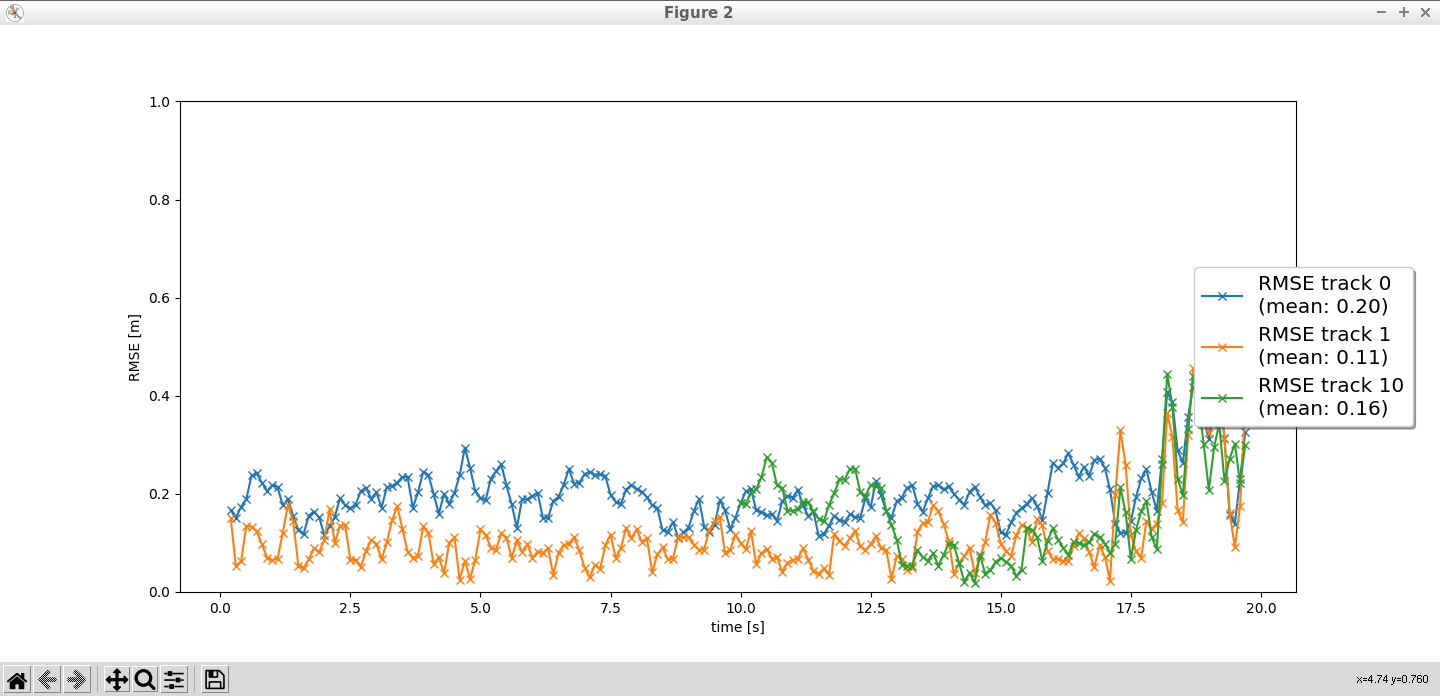 Figure 2
1.0
0.8
0.6
0.4
0.2
0.0
RMSE [m]
0.0 2.5 5.0 7.5 10.0 12.5 15.0 17.5 20.0
time [s]
RMSE track 0
(mean: 0.20)
RMSE track 1
(mean: 0.11)
RMSE track 10
(mean: 0.16)
x=4.74 y=0.760